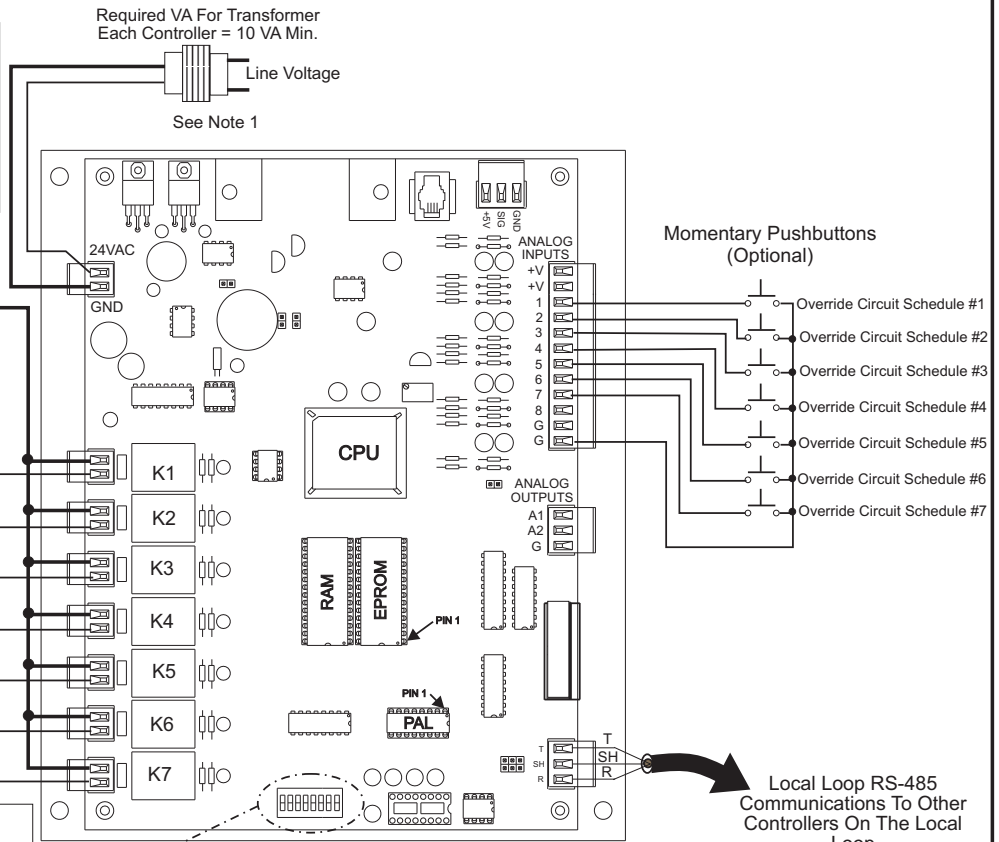 Required VA For Transformer
Each Controller = 10 VA Min.
Line Voltage
See Note 1
+5V
SIG
GND
24VAC
GND
ANALOG
INPUTS
+V
+V
1
2
3
4
5
6
7
8
G
G
Momentary Pushbuttons
(Optional)
Override Circuit Schedule #1
Override Circuit Schedule #2
Override Circuit Schedule #3
Override Circuit Schedule #4
Override Circuit Schedule #5
Override Circuit Schedule #6
Override Circuit Schedule #7
CPU
ANALOG
OUTPUTS
A1
A2
G
K1
K2
K3
K4
K5
K6
K7
RAM
EPROM
PIN 1
PIN 1
PAL
T
SH
R
T
SH
R
Local Loop RS-485
Communications To Other
Controllers On The Local
Loop